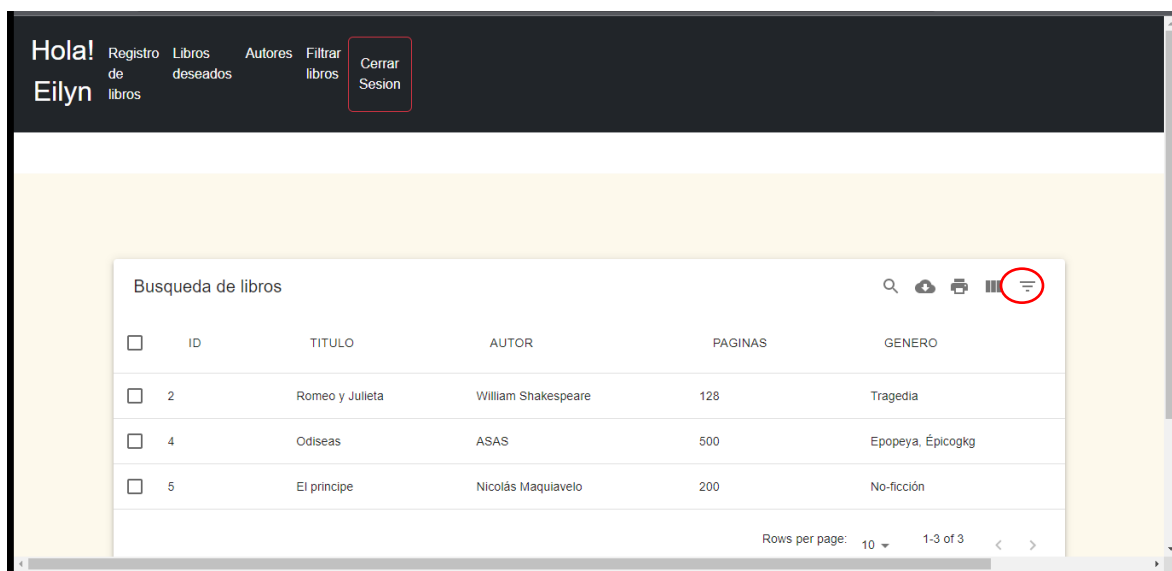 Hola! Eilyn
Registro de libros
Libros deseados
Autores
Filtrar libros
Cerrar Sesion
Busqueda de libros
ID TITULO AUTOR PAGINAS GENERO
2 Romeo y Julieta William Shakespeare 128 Tragedia
4 Odiseas ASAS 500 Epopeya, Épicogkg
5 El principe Nicolás Maquiavelo 200 No-ficción
Rows per page: 10 1-3 of 3